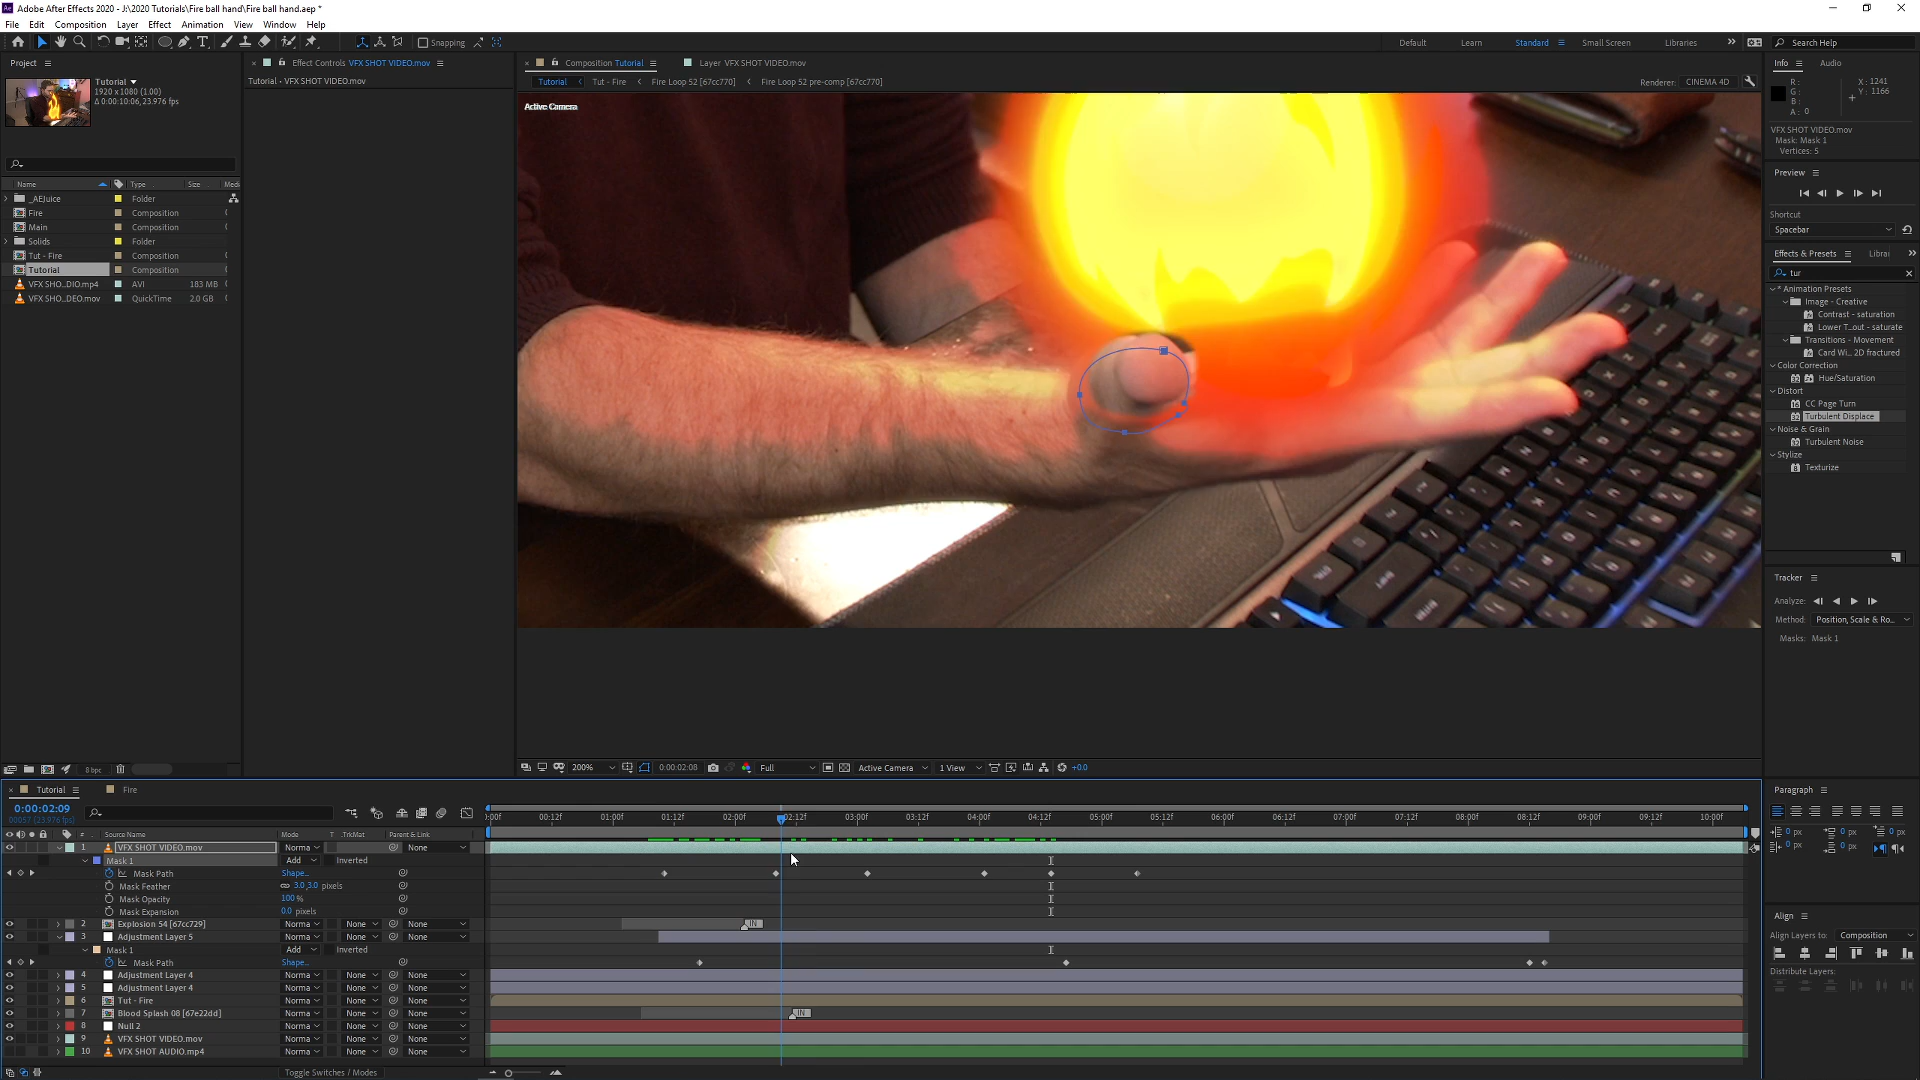 Adobe After Effects 2020 - J:\2020 Tutorials\Fire ball hand\Fire ball hand.aep *
File Edit Composition Layer Effect Animation View Window Help
Snapping Default Learn Standard Small Screen Libraries Search Help
Project Effect Controls VFX SHOT VIDEO.mov Composition Tutorial Layer VFX SHOT VIDEO.mov Info Audio
Tutorial 1920 x 1080 (1.00) Δ 0:00:10:06, 23.976 fps
Tutorial • VFX SHOT VIDEO.mov
Tutorial Tut - Fire Fire Loop 52 [67cc770] Fire Loop 52 pre-comp [67cc770] Renderer: CINEMA 4D
Active Camera
R: G: B: A: 0 X: 1241 Y: 1166
VFX SHOT VIDEO.mov
Mask: Mask 1
Vertices: 5
Preview
Shortcut
Spacebar
Effects & Presets Librai
tur
* Animation Presets
Image - Creative
Contrast - saturation
Lower T...out - saturate
Transitions - Movement
Card Wi... 2D fractured
Color Correction
Hue/Saturation
Distort
CC Page Turn
Turbulent Displace
Noise & Grain
Turbulent Noise
Stylize
Texturize
Tracker
Analyze:
Method: Position, Scale & Ro...
Masks: Mask 1
Name Type Size Medi
_AEJuice Folder
Fire Composition
Main Composition
Solids Folder
Tut - Fire Composition
Tutorial Composition
VFX SHO...DIO.mp4 AVI 183 MB
VFX SHO...DEO.mov QuickTime 2.0 GB
8 bpc
200% 0:00:02:08 Full Active Camera 1 View +0.0
Tutorial Fire
0:00:02:09
00057 (23.976 fps)
0:00f 00:12f 01:00f 01:12f 02:00f 02:12f 03:00f 03:12f 04:00f 04:12f 05:00f 05:12f 06:00f 06:12f 07:00f 07:12f 08:00f 08:12f 09:00f 09:12f 10:00f
# Source Name Mode T .TrkMat Parent & Link
1 VFX SHOT VIDEO.mov Norma None
Mask 1 Add Inverted
Mask Path Shape...
Mask Feather 3.0,3.0 pixels
Mask Opacity 100 %
Mask Expansion 0.0 pixels
2 Explosion 54 [67cc729] Norma None None IN
3 Adjustment Layer 5 Norma None None
Mask 1 Add Inverted
Mask Path Shape...
4 Adjustment Layer 4 Norma None None
5 Adjustment Layer 4 Norma None None
6 Tut - Fire Norma None None
7 Blood Splash 08 [67e22dd] Norma None None IN
8 Null 2 Norma None None
9 VFX SHOT VIDEO.mov Norma None None
10 VFX SHOT AUDIO.mp4 Norma None None
Toggle Switches / Modes
Paragraph
0 px 0 px 0 px
0 px 0 px
Align
Align Layers to: Composition
Distribute Layers: